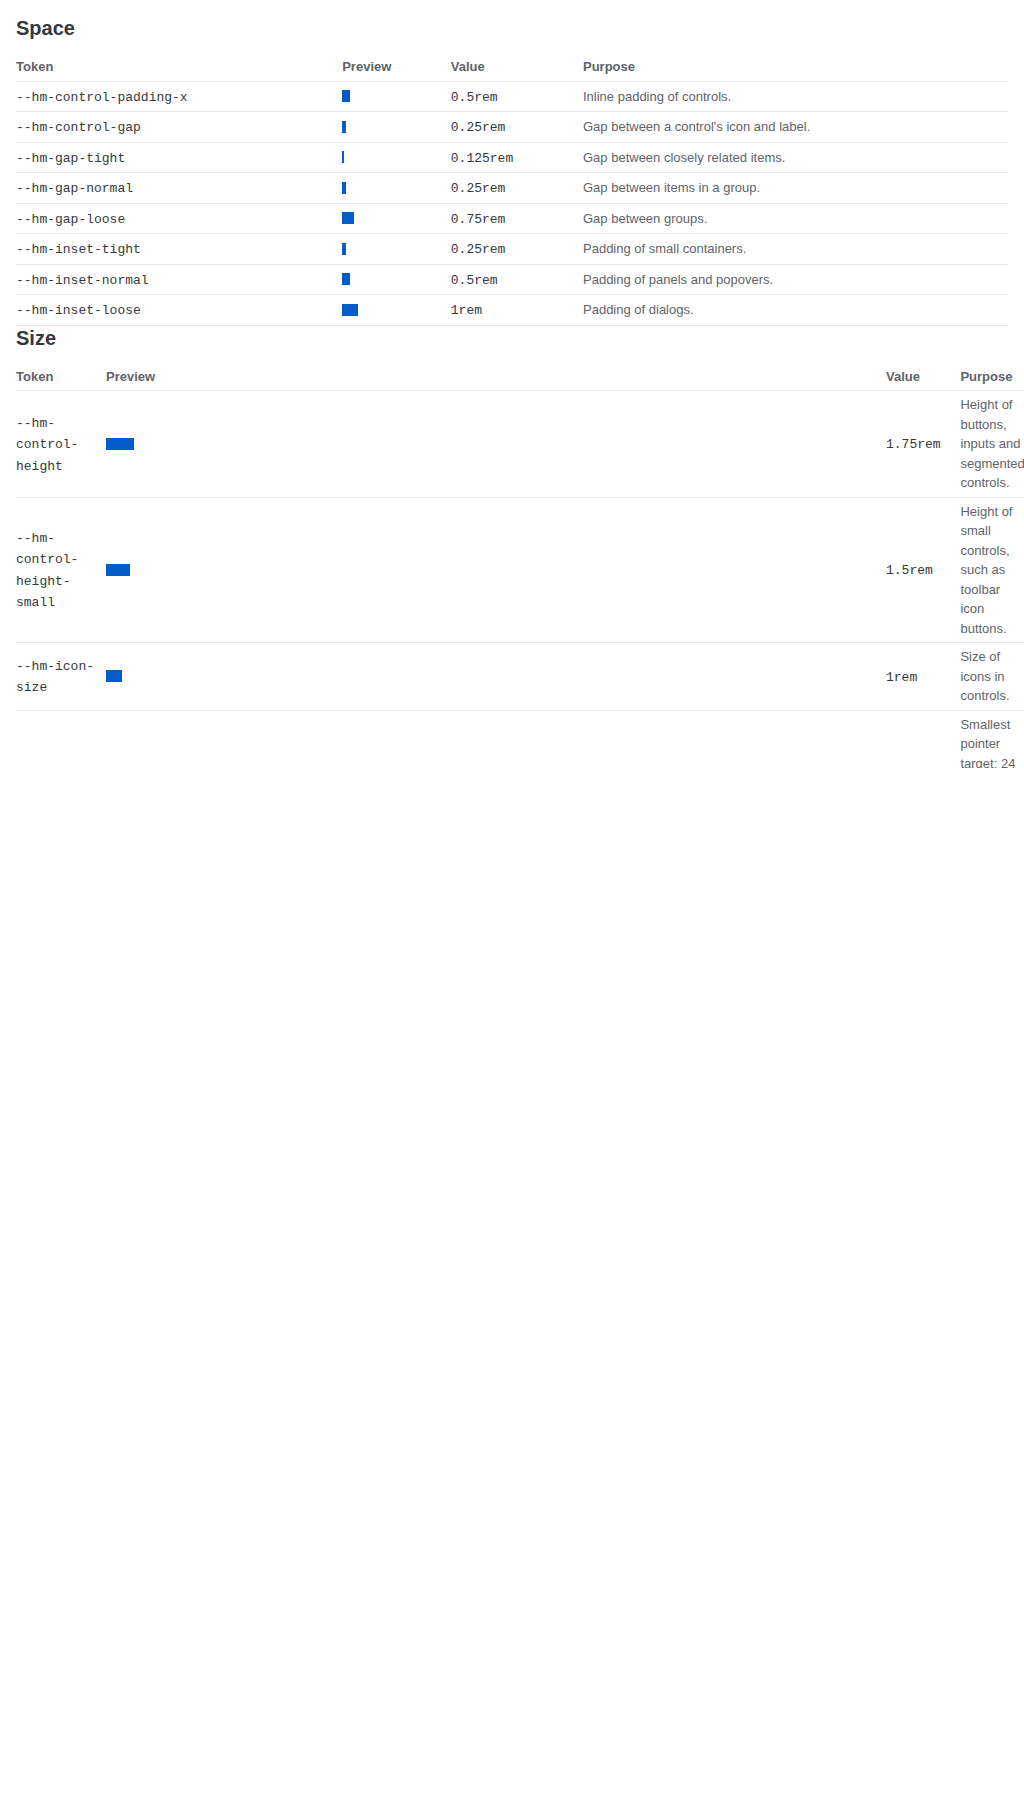 Space
Token Preview Value Purpose
--hm-control-padding-x 0.5rem Inline padding of controls.
--hm-control-gap 0.25rem Gap between a control's icon and label.
--hm-gap-tight 0.125rem Gap between closely related items.
--hm-gap-normal 0.25rem Gap between items in a group.
--hm-gap-loose 0.75rem Gap between groups.
--hm-inset-tight 0.25rem Padding of small containers.
--hm-inset-normal 0.5rem Padding of panels and popovers.
--hm-inset-loose 1rem Padding of dialogs.
Size
Token Preview Value Purpose
--hm-
control-
height
1.75rem
Height of
buttons,
inputs and
segmented
controls.
--hm-
control-
height-
small
1.5rem
Height of
small
controls,
such as
toolbar
icon
buttons.
--hm-icon-
size
1rem
Size of
icons in
controls.
Smallest
pointer
target: 24